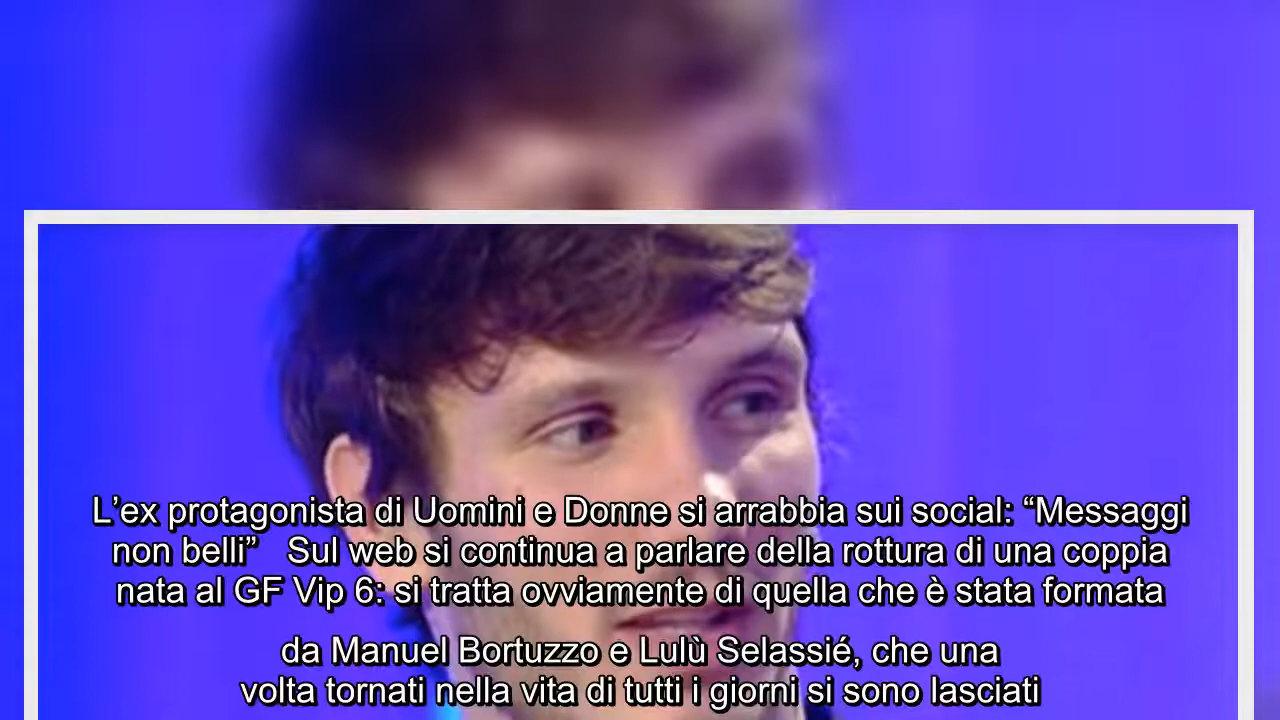 L’ex protagonista di Uomini e Donne si arrabbia sui social: “Messaggi
non belli”   Sul web si continua a parlare della rottura di una coppia
nata al GF Vip 6: si tratta ovviamente di quella che è stata formata
da Manuel Bortuzzo e Lulù Selassié, che una
volta tornati nella vita di tutti i giorni si sono lasciati